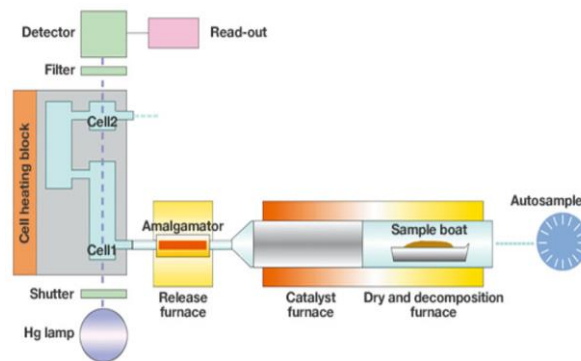 Detector
Read-out
Filter
Cell2
Cell heating block
Autosampler
Amalgamator
Sample boat
Cell1
Shutter
Release
furnace
Catalyst
furnace
Dry and decomposition
furnace
Hg lamp